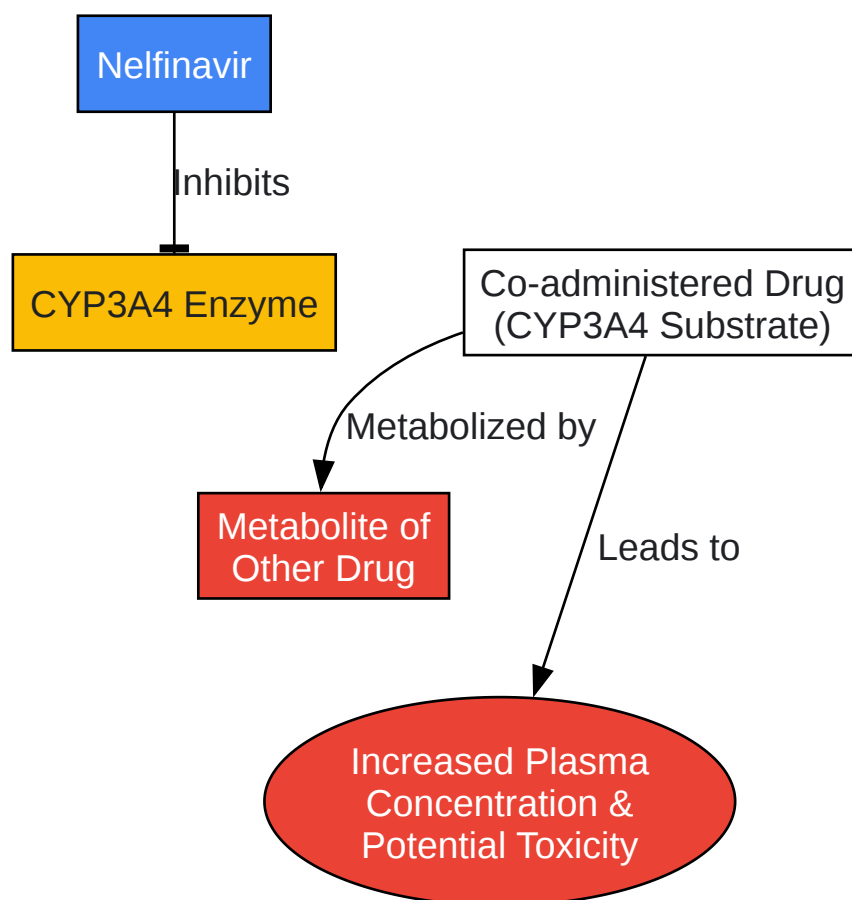 Nelfinavir
Inhibits
CYP3A4 Enzyme
Co-administered Drug
(CYP3A4 Substrate)
Metabolized by
Metabolite of
Other Drug
Leads to
Increased Plasma
Concentration &
Potential Toxicity